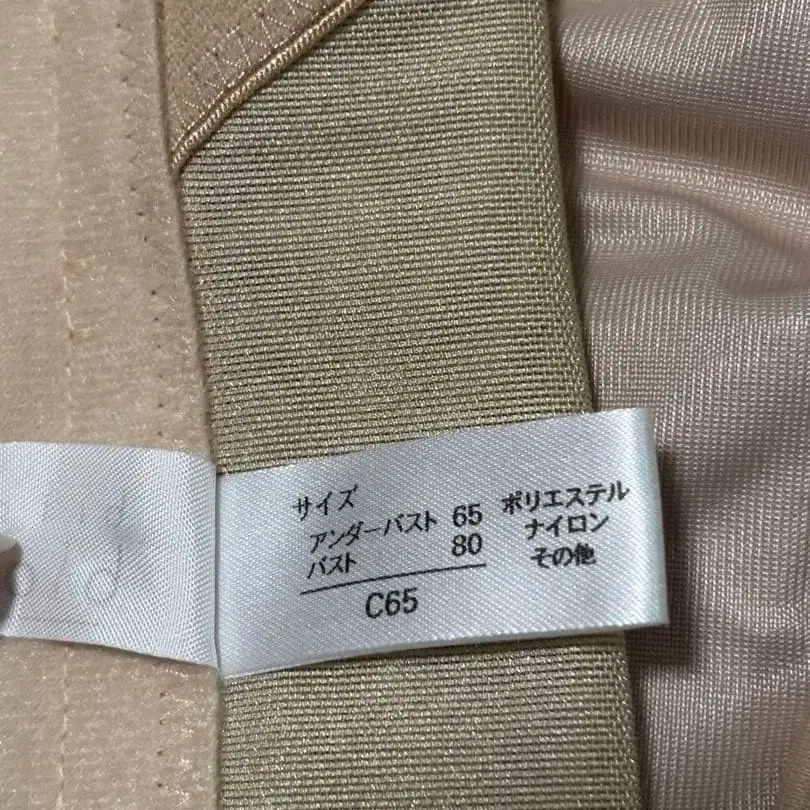 サイズ
アンダーバスト 65
バスト 80
C65
ポリエステル
ナイロン
その他